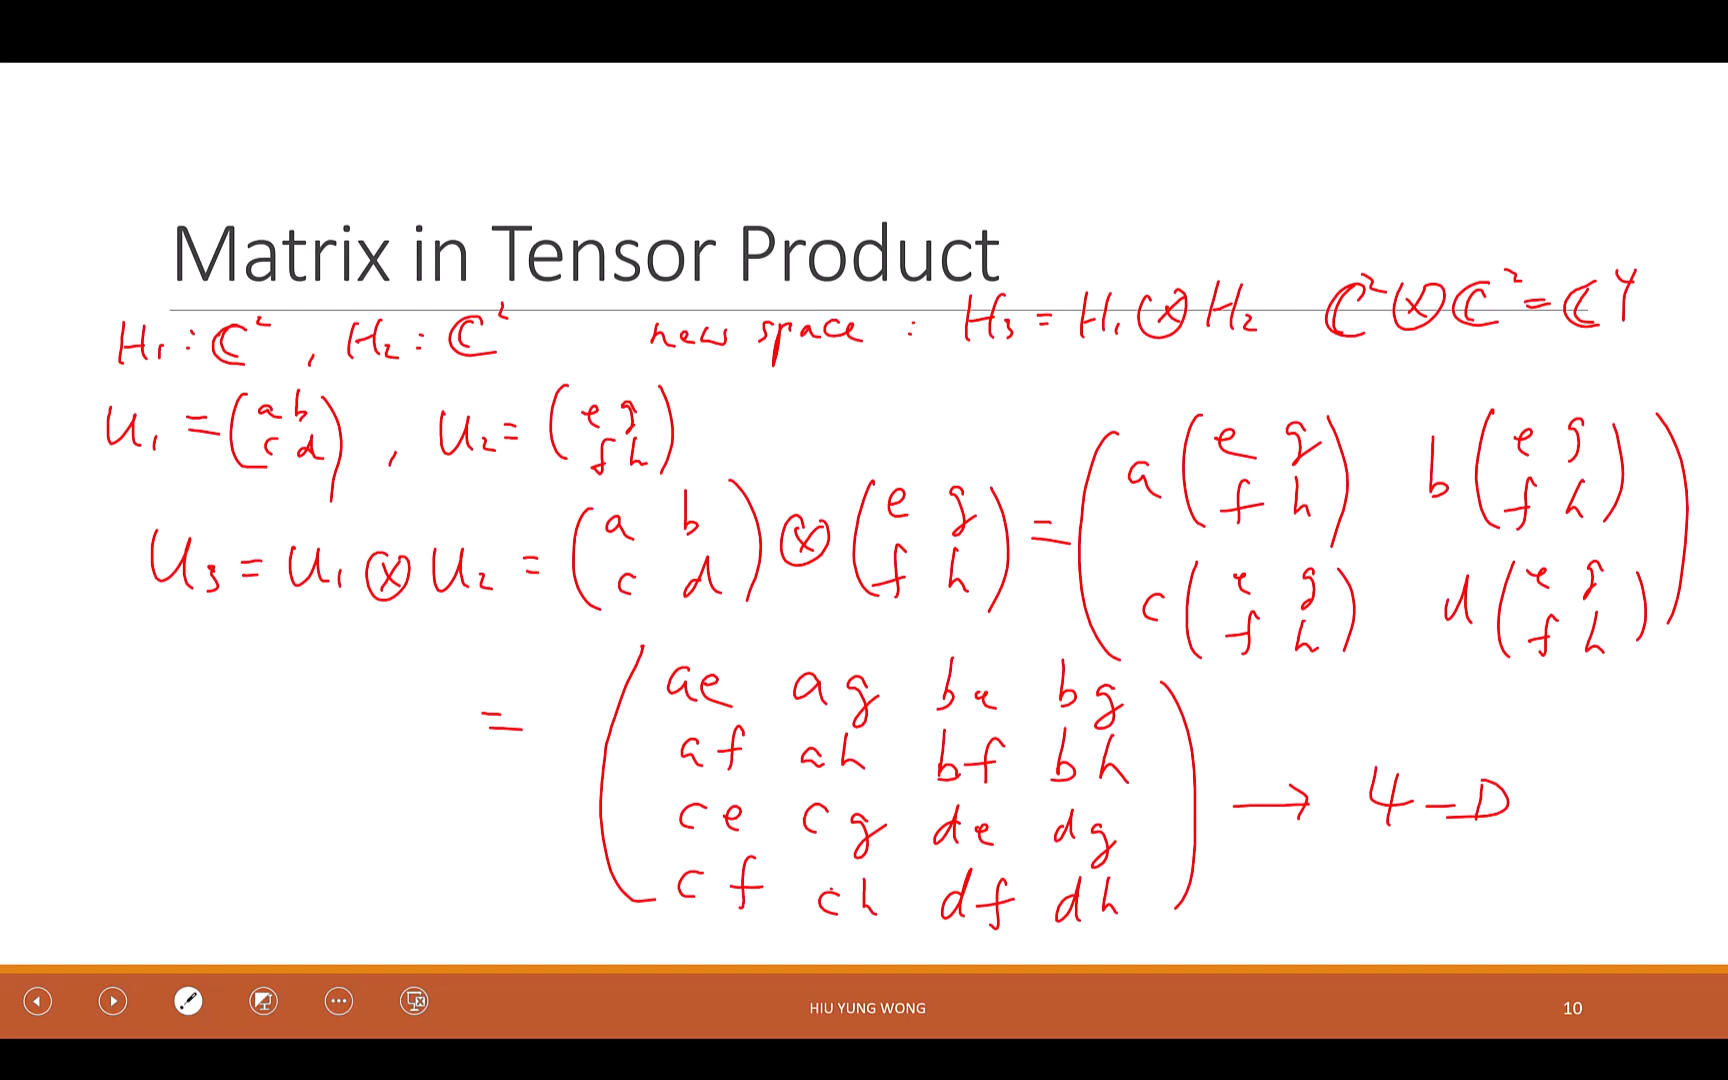 Matrix in Tensor Product
H₁ : ℂ² , H₂ : ℂ² new space : H₃ = H₁ ⊗ H₂ ℂ² ⊗ ℂ² = ℂ⁴
U₁ = (a b; c d) , U₂ = (e g; f h)
U₃ = U₁ ⊗ U₂ = (a b; c d) ⊗ (e g; f h) = (a(e g; f h) b(e g; f h); c(e g; f h) d(e g; f h))
= (ae ag be bg
af ah bf bh
ce cg de dg
cf ch df dh) → 4-D
HIU YUNG WONG
10